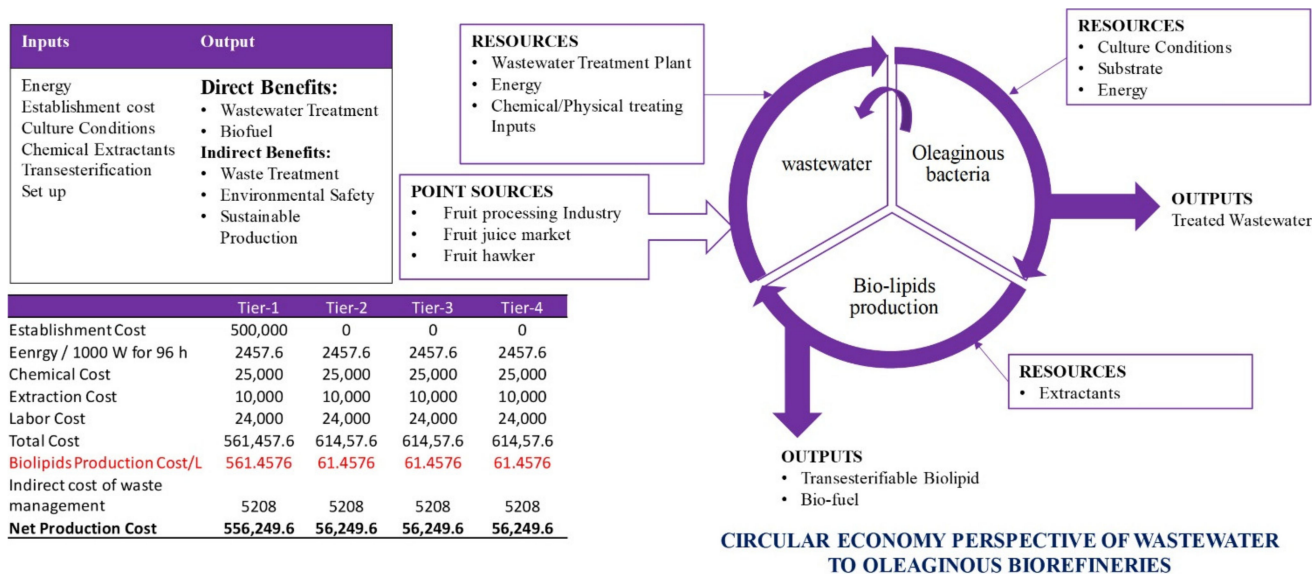 Inputs Output
Energy
Establishment cost
Culture Conditions
Chemical Extractants
Transesterification
Set up
Direct Benefits:
• Wastewater Treatment
• Biofuel
Indirect Benefits:
• Waste Treatment
• Environmental Safety
• Sustainable
Production
RESOURCES
• Wastewater Treatment Plant
• Energy
• Chemical/Physical treating
Inputs
POINT SOURCES
• Fruit processing Industry
• Fruit juice market
• Fruit hawker
wastewater
Oleaginous
bacteria
Bio-lipids
production
RESOURCES
• Culture Conditions
• Substrate
• Energy
OUTPUTS
Treated Wastewater
RESOURCES
• Extractants
OUTPUTS
• Transesterifiable Biolipid
• Bio-fuel
Tier-1 Tier-2 Tier-3 Tier-4
Establishment Cost 500,000 0 0 0
Eenrgy / 1000 W for 96 h 2457.6 2457.6 2457.6 2457.6
Chemical Cost 25,000 25,000 25,000 25,000
Extraction Cost 10,000 10,000 10,000 10,000
Labor Cost 24,000 24,000 24,000 24,000
Total Cost 561,457.6 614,57.6 614,57.6 614,57.6
Biolipids Production Cost/L 561.4576 61.4576 61.4576 61.4576
Indirect cost of waste
management 5208 5208 5208 5208
Net Production Cost 556,249.6 56,249.6 56,249.6 56,249.6
CIRCULAR ECONOMY PERSPECTIVE OF WASTEWATER
TO OLEAGINOUS BIOREFINERIES